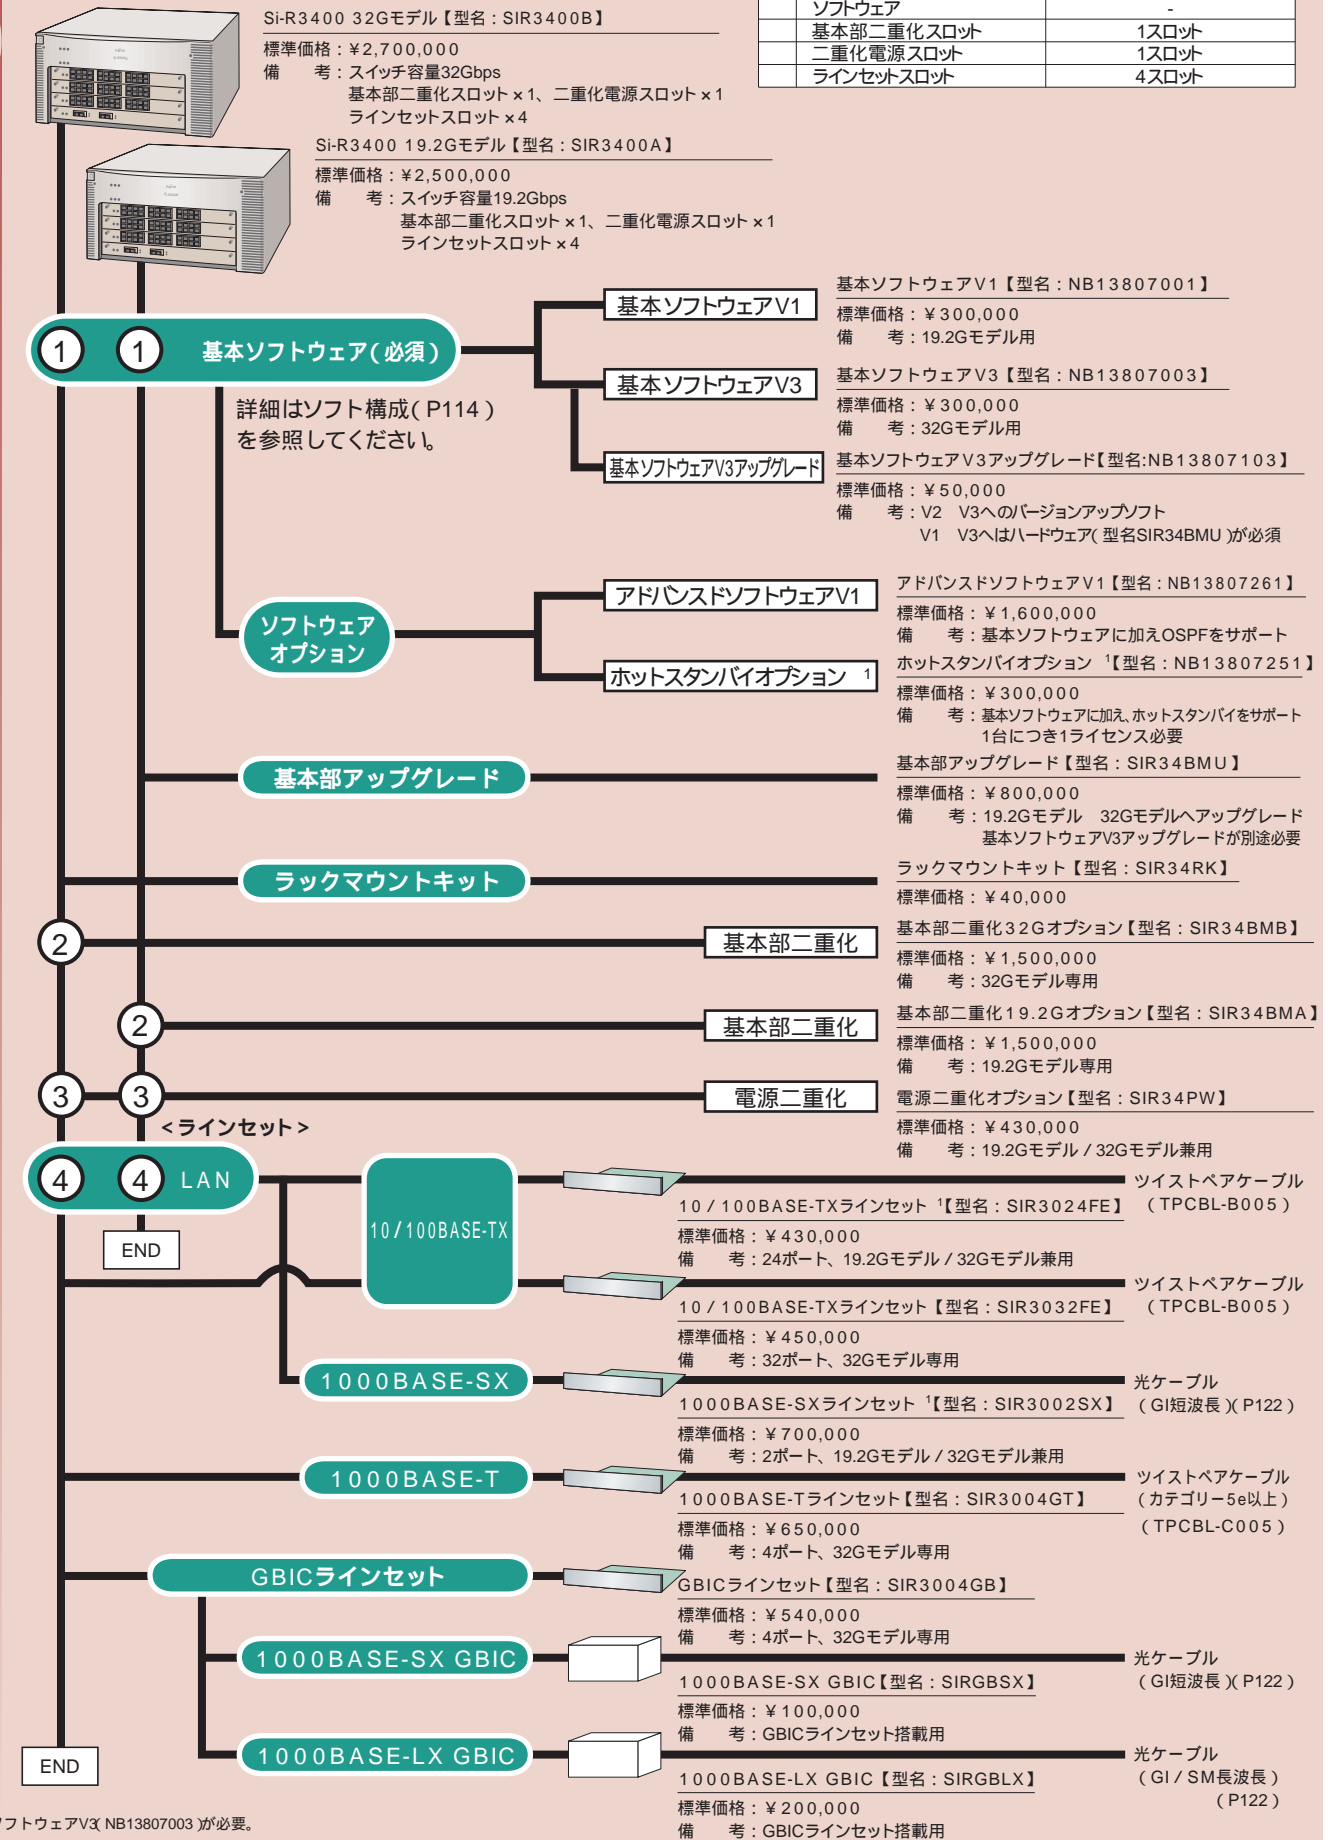 Si-R3400 32Gモデル【型名：SIR3400B】
標準価格：¥2,700,000
備　考：スイッチ容量32Gbps
基本部二重化スロット×1、二重化電源スロット×1
ラインセットスロット×4
ソフトウェア -
基本部二重化スロット 1スロット
二重化電源スロット 1スロット
ラインセットスロット 4スロット
Si-R3400 19.2Gモデル【型名：SIR3400A】
標準価格：¥2,500,000
備　考：スイッチ容量19.2Gbps
基本部二重化スロット×1、二重化電源スロット×1
ラインセットスロット×4
1 1 基本ソフトウェア(必須)
詳細はソフト構成(P114)
を参照してください。
基本ソフトウェアV1
基本ソフトウェアV1【型名：NB13807001】
標準価格：¥300,000
備　考：19.2Gモデル用
基本ソフトウェアV3
基本ソフトウェアV3【型名：NB13807003】
標準価格：¥300,000
備　考：32Gモデル用
基本ソフトウェアV3アップグレード
基本ソフトウェアV3アップグレード【型名:NB13807103】
標準価格：¥50,000
備　考：V2　V3へのバージョンアップソフト
V1　V3へはハードウェア(型名SIR34BMU)が必須
ソフトウェア
オプション
アドバンスドソフトウェアV1
アドバンスドソフトウェアV1【型名：NB13807261】
標準価格：¥1,600,000
備　考：基本ソフトウェアに加えOSPFをサポート
ホットスタンバイオプション 1
ホットスタンバイオプション 1【型名：NB13807251】
標準価格：¥300,000
備　考：基本ソフトウェアに加え、ホットスタンバイをサポート
1台につき1ライセンス必要
基本部アップグレード
基本部アップグレード【型名：SIR34BMU】
標準価格：¥800,000
備　考：19.2Gモデル　32Gモデルへアップグレード
基本ソフトウェアV3アップグレードが別途必要
ラックマウントキット
ラックマウントキット【型名：SIR34RK】
標準価格：¥40,000
2
基本部二重化
基本部二重化32Gオプション【型名：SIR34BMB】
標準価格：¥1,500,000
備　考：32Gモデル専用
2
基本部二重化
基本部二重化19.2Gオプション【型名：SIR34BMA】
標準価格：¥1,500,000
備　考：19.2Gモデル専用
3 3
電源二重化
電源二重化オプション【型名：SIR34PW】
標準価格：¥430,000
備　考：19.2Gモデル/32Gモデル兼用
<ラインセット>
4 4 LAN
END
10/100BASE-TX
10/100BASE-TXラインセット 1【型名：SIR3024FE】
標準価格：¥430,000
備　考：24ポート、19.2Gモデル/32Gモデル兼用
ツイストペアケーブル
(TPCBL-B005)
10/100BASE-TXラインセット【型名：SIR3032FE】
標準価格：¥450,000
備　考：32ポート、32Gモデル専用
ツイストペアケーブル
(TPCBL-B005)
1000BASE-SX
1000BASE-SXラインセット 1【型名：SIR3002SX】
標準価格：¥700,000
備　考：2ポート、19.2Gモデル/32Gモデル兼用
光ケーブル
(GI短波長)(P122)
1000BASE-T
1000BASE-Tラインセット【型名：SIR3004GT】
標準価格：¥650,000
備　考：4ポート、32Gモデル専用
ツイストペアケーブル
(カテゴリー5e以上)
(TPCBL-C005)
GBICラインセット
GBICラインセット【型名：SIR3004GB】
標準価格：¥540,000
備　考：4ポート、32Gモデル専用
1000BASE-SX GBIC
1000BASE-SX GBIC【型名：SIRGBSX】
標準価格：¥100,000
備　考：GBICラインセット搭載用
光ケーブル
(GI短波長)(P122)
1000BASE-LX GBIC
1000BASE-LX GBIC【型名：SIRGBLX】
標準価格：¥200,000
備　考：GBICラインセット搭載用
光ケーブル
(GI/SM長波長)
(P122)
END
フトウェアV3(NB13807003)が必要。